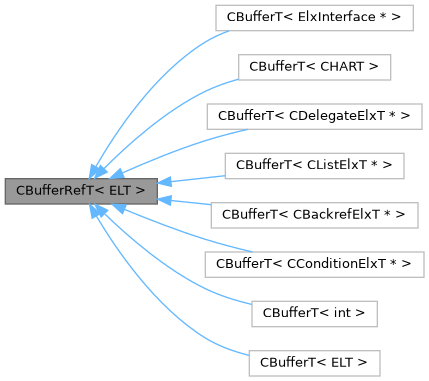 CBufferT< ElxInterface * >
CBufferT< CHART >
CBufferT< CDelegateElxT * >
CBufferT< CListElxT * >
CBufferRefT< ELT >
CBufferT< CBackrefElxT * >
CBufferT< CConditionElxT * >
CBufferT< int >
CBufferT< ELT >